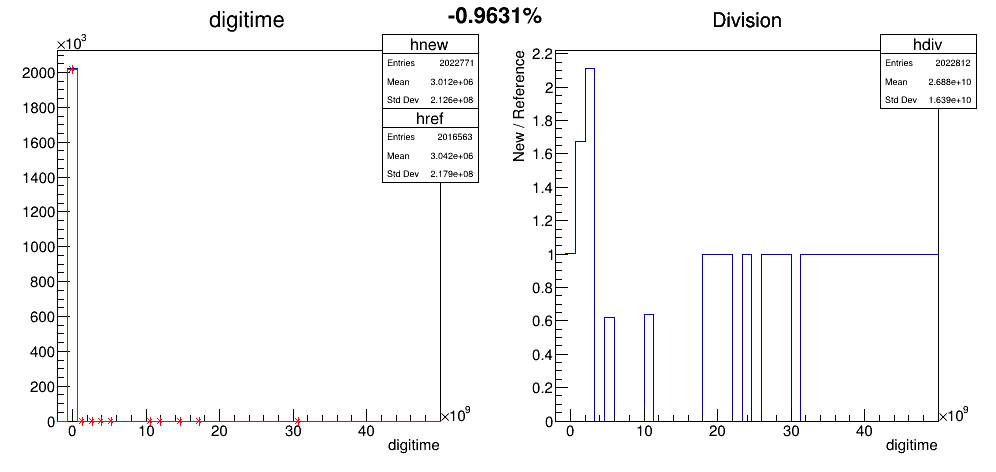 -0.9631%
digitime
×10³
2000
1800
1600
1400
1200
1000
800
600
400
200
0
0 10 20 30 40
×10⁹
digitime
hnew
Entries 2022771
Mean 3.012e+06
Std Dev 2.126e+08
href
Entries 2016563
Mean 3.042e+06
Std Dev 2.179e+08
Division
New / Reference
2.2
2
1.8
1.6
1.4
1.2
1
0.8
0.6
0.4
0.2
0
0 10 20 30 40
×10⁹
digitime
hdiv
Entries 2022812
Mean 2.688e+10
Std Dev 1.639e+10